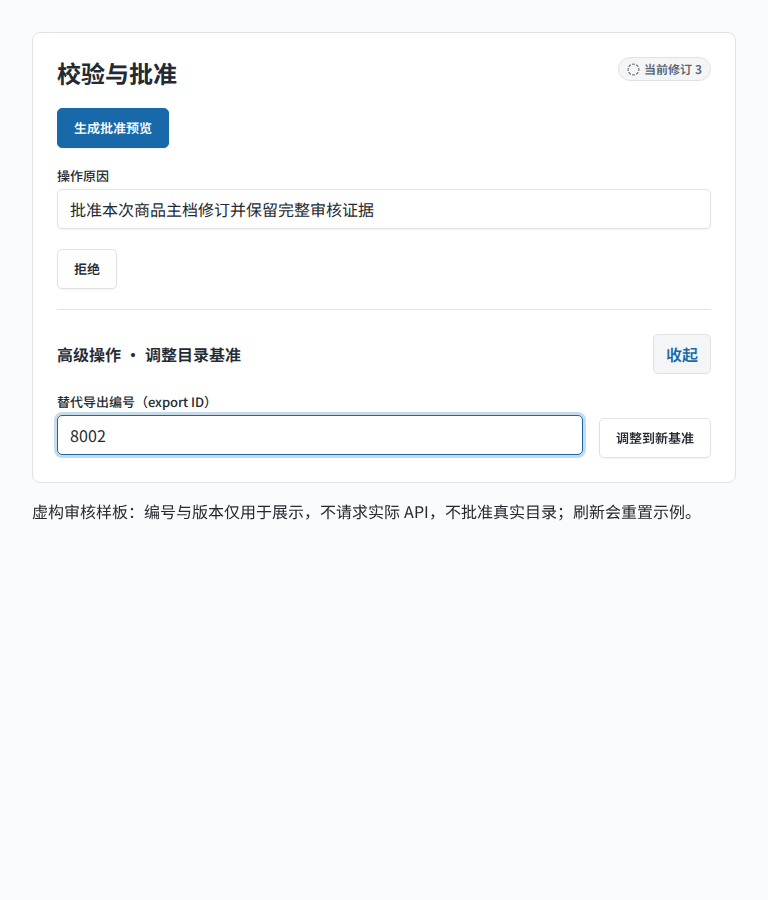 校验与批准
当前修订 3
生成批准预览
操作原因
批准本次商品主档修订并保留完整审核证据
拒绝
高级操作 · 调整目录基准
收起
替代导出编号（export ID）
8002
调整到新基准
虚构审核样板：编号与版本仅用于展示，不请求实际 API，不批准真实目录；刷新会重置示例。